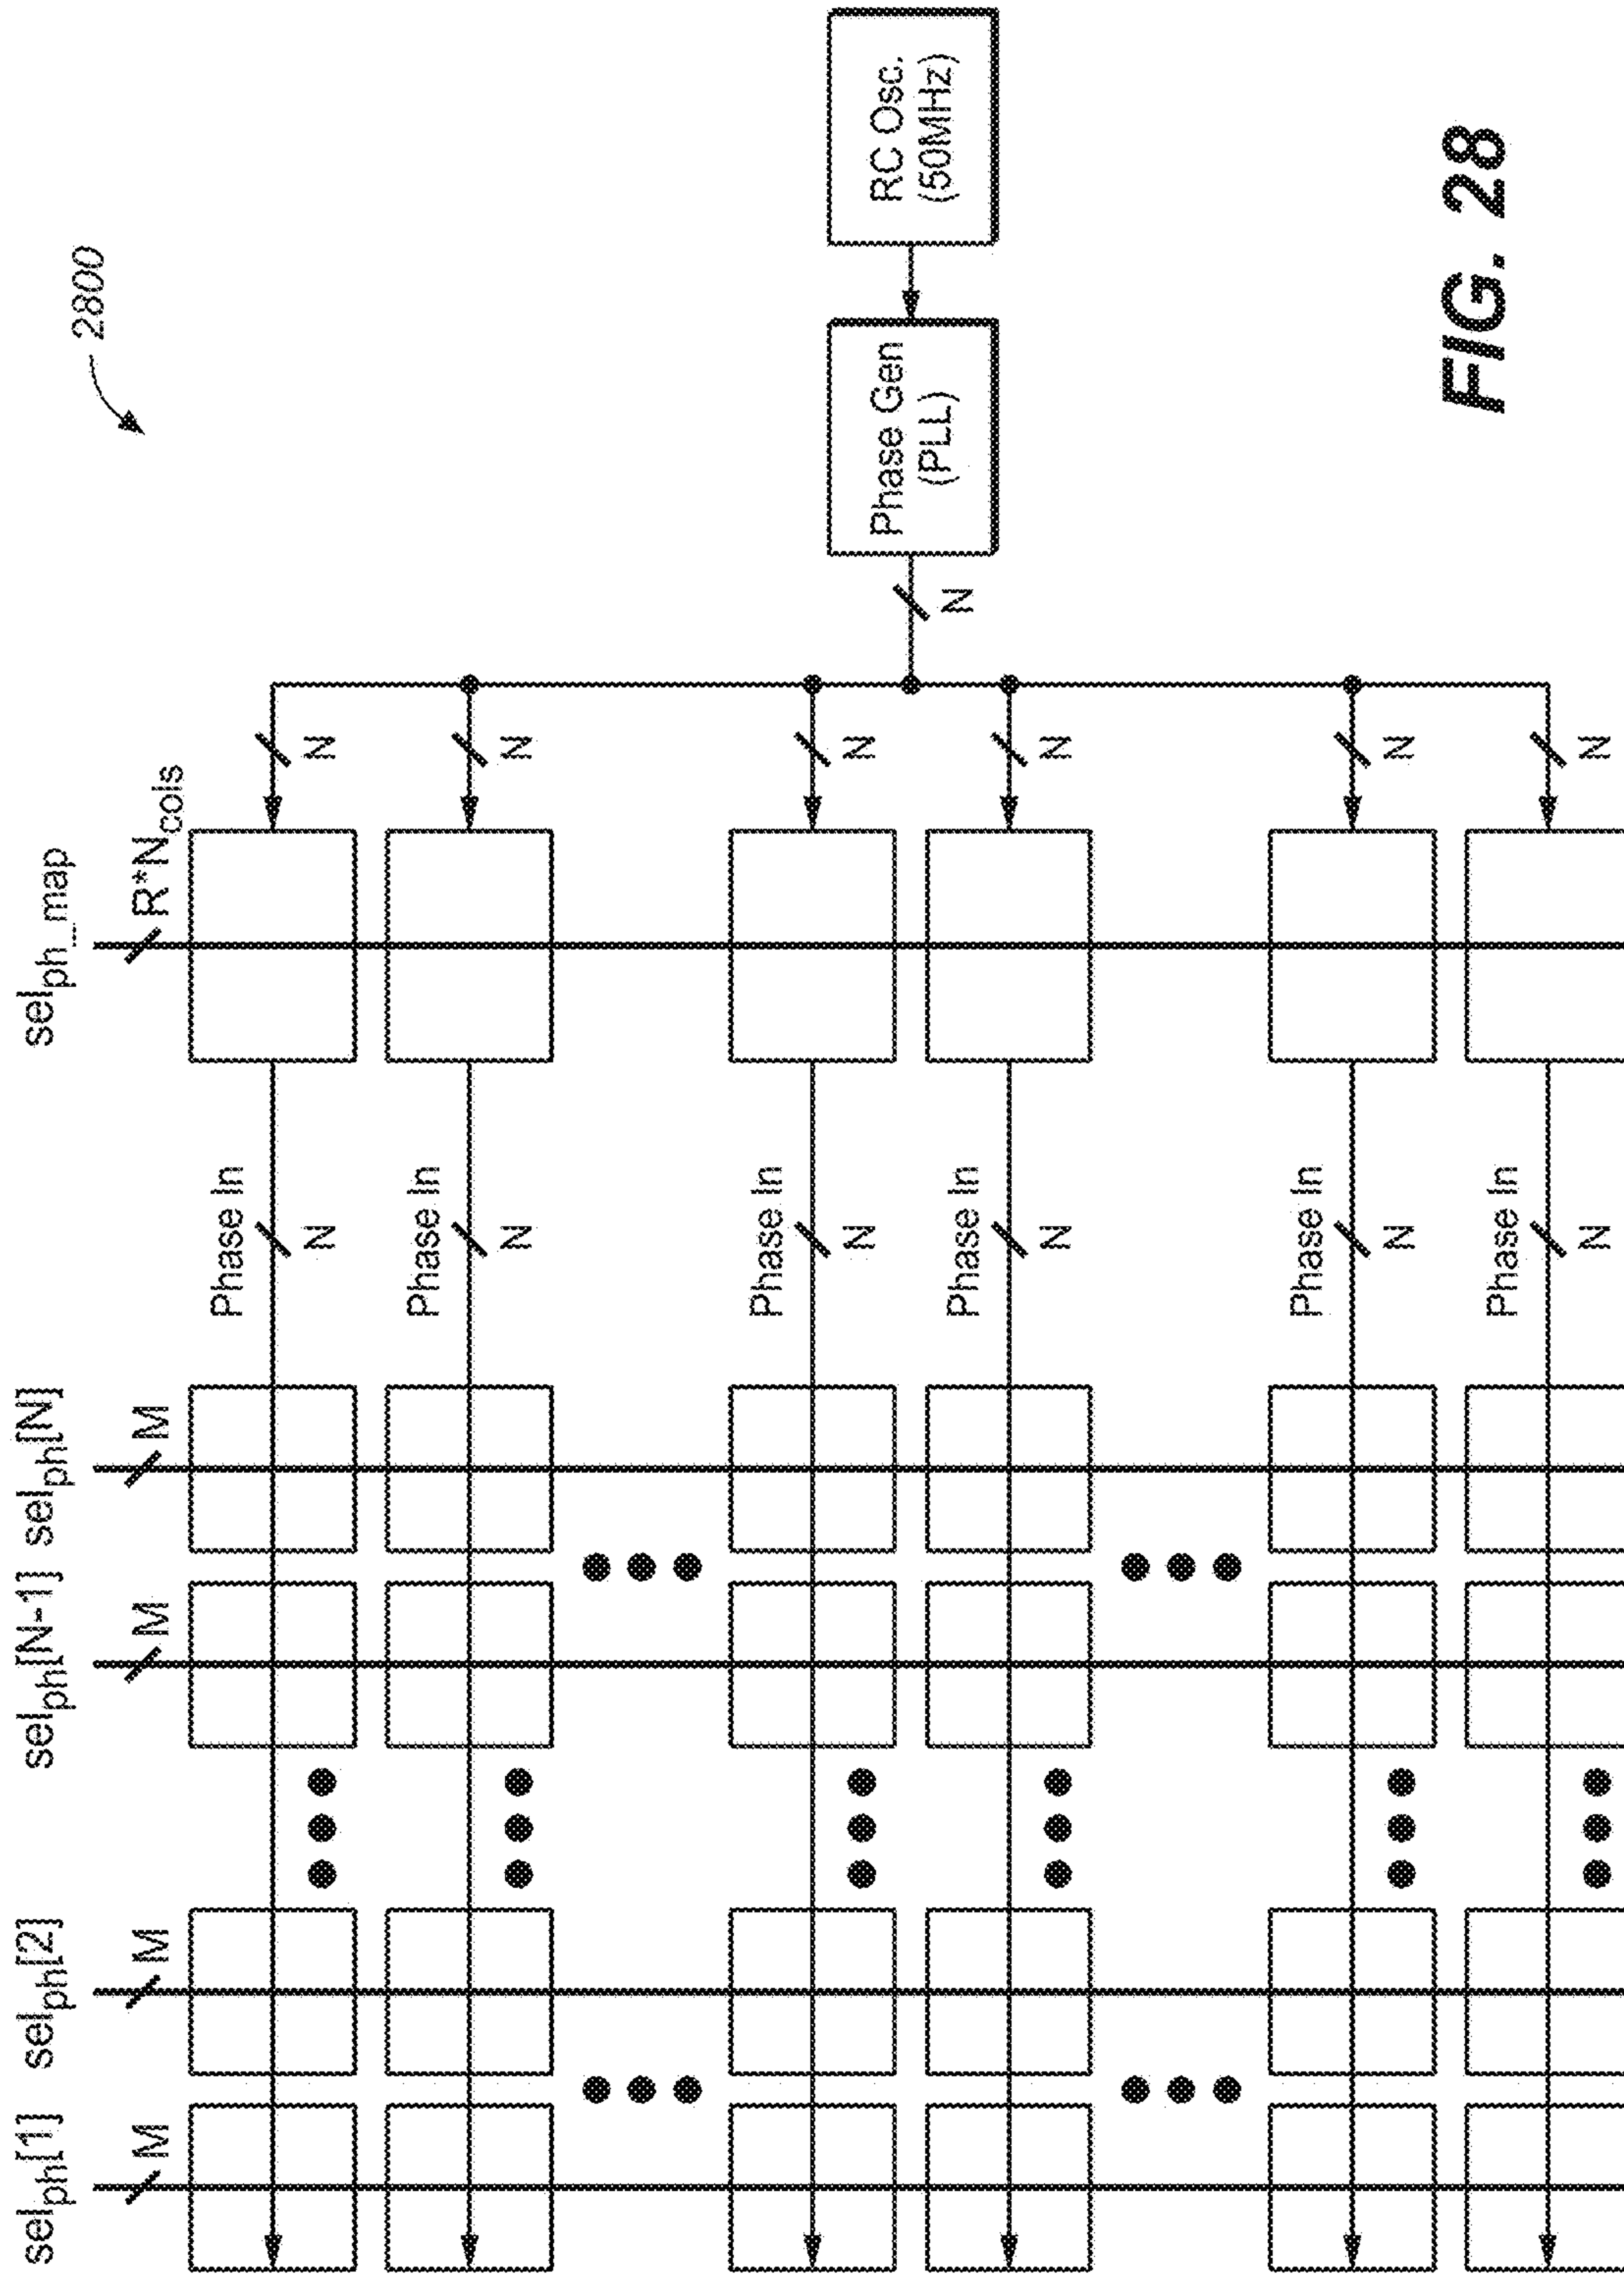 sel_ph[1] sel_ph[2] sel_ph[N-1] sel_ph[N] sel_ph_map
2800
M M M M R*N_cols
Phase In
N N
Phase In
N N
Phase In
N N
Phase Gen
(PLL)
RC Osc.
(50MHz)
N
Phase In
N N
Phase In
N N
FIG. 28
Phase In
N N